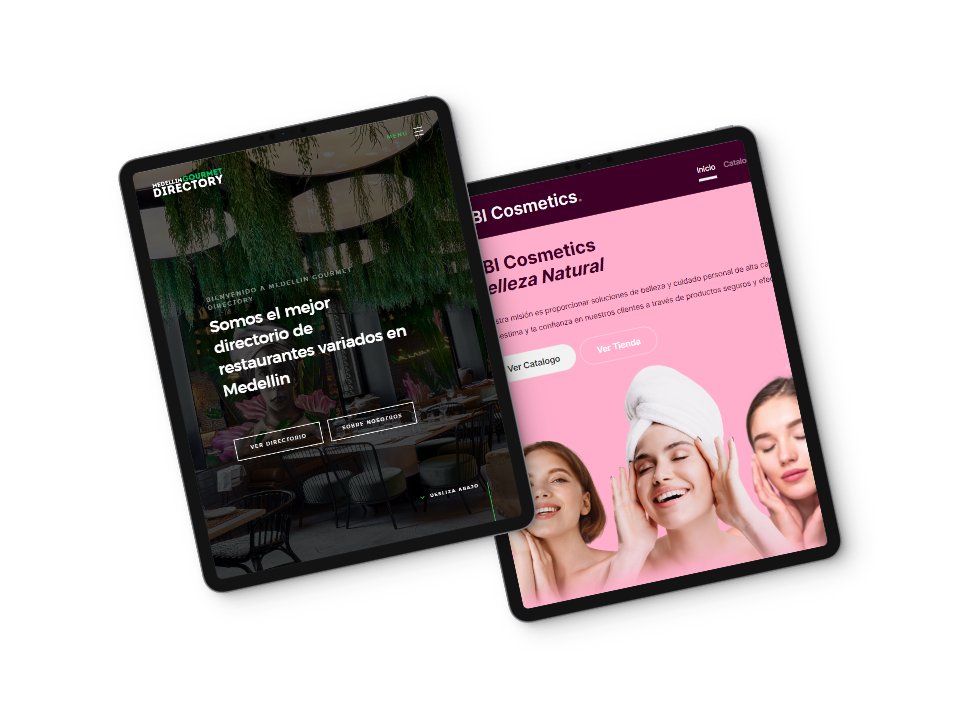 MENU
MEDELLIN GOURMET
DIRECTORY
BIENVENIDO A MEDELLIN GOURMET
DIRECTORY
Somos el mejor
directorio de
restaurantes variados en
Medellin
VER DIRECTORIO
SOBRE NOSOTROS
DESLIZA ABAJO
BI Cosmetics.
Inicio
Catalo
BI Cosmetics
elleza Natural
stra misión es proporcionar soluciones de belleza y cuidado personal de alta ca
estima y la confianza en nuestros clientes a través de productos seguros y efe
Ver Catalogo
Ver Tienda